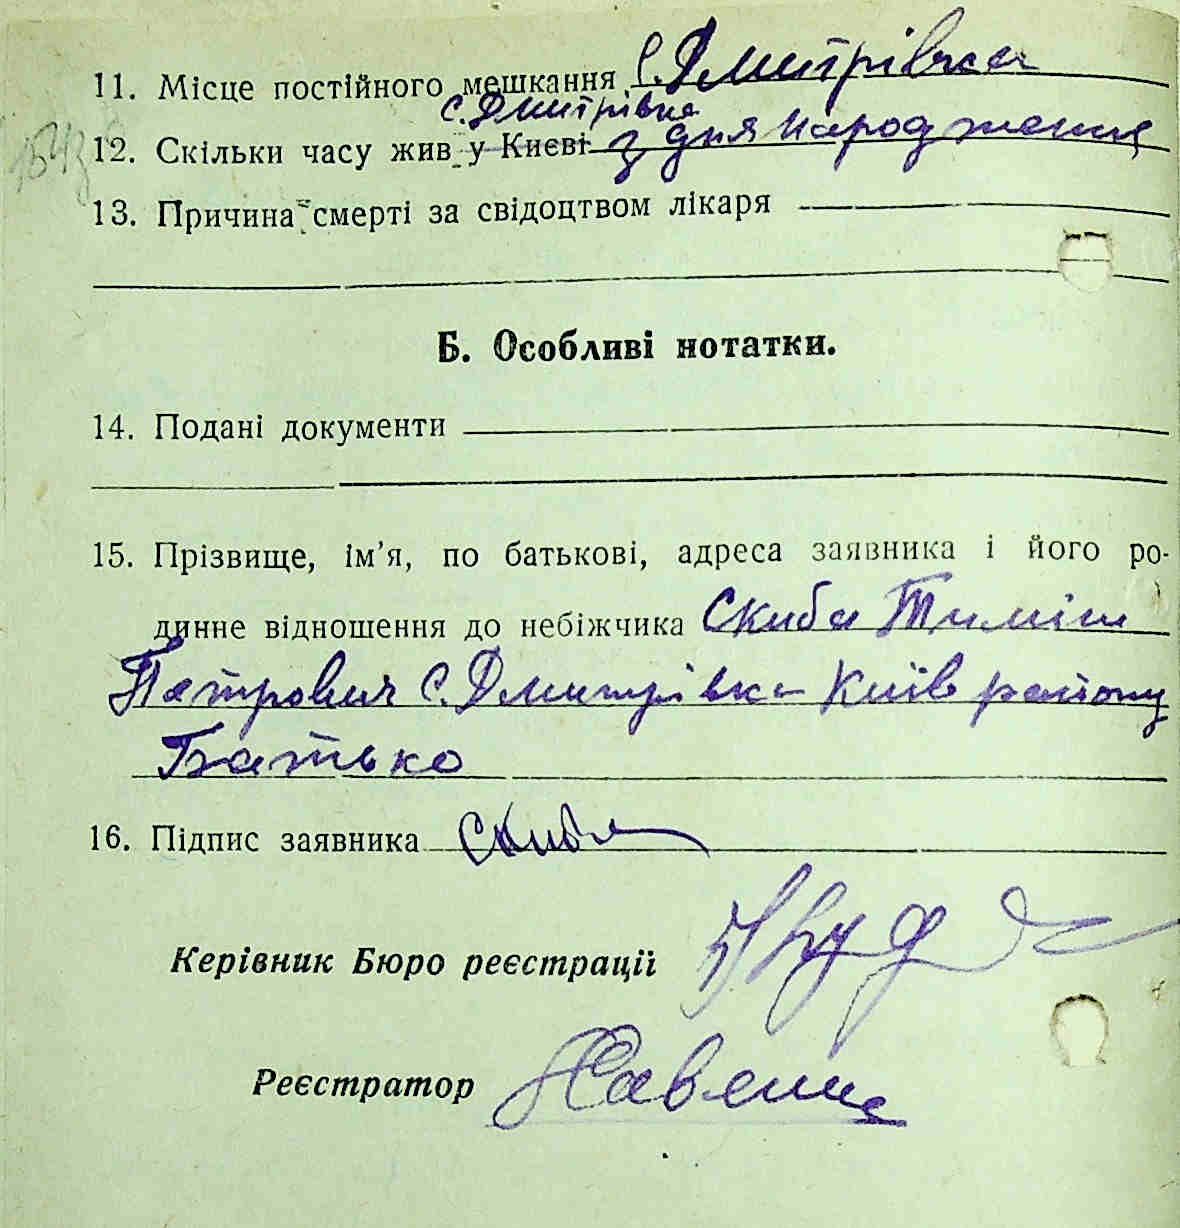 11. Місце постійного мешкання с. Дмитрівка
с. Дмитрівка
12. Скільки часу жив у Києві з дня народження
13. Причина смерті за свідоцтвом лікаря
Б. Особливі нотатки.
14. Подані документи
15. Прізвище, ім'я, по батькові, адреса заявника і його ро-
динне відношення до небіжчика Скиба Тиміш
Петрович с. Дмитрівка Київ району
Батько
16. Підпис заявника Скиба
Керівник Бюро реєстрації
Реєстратор